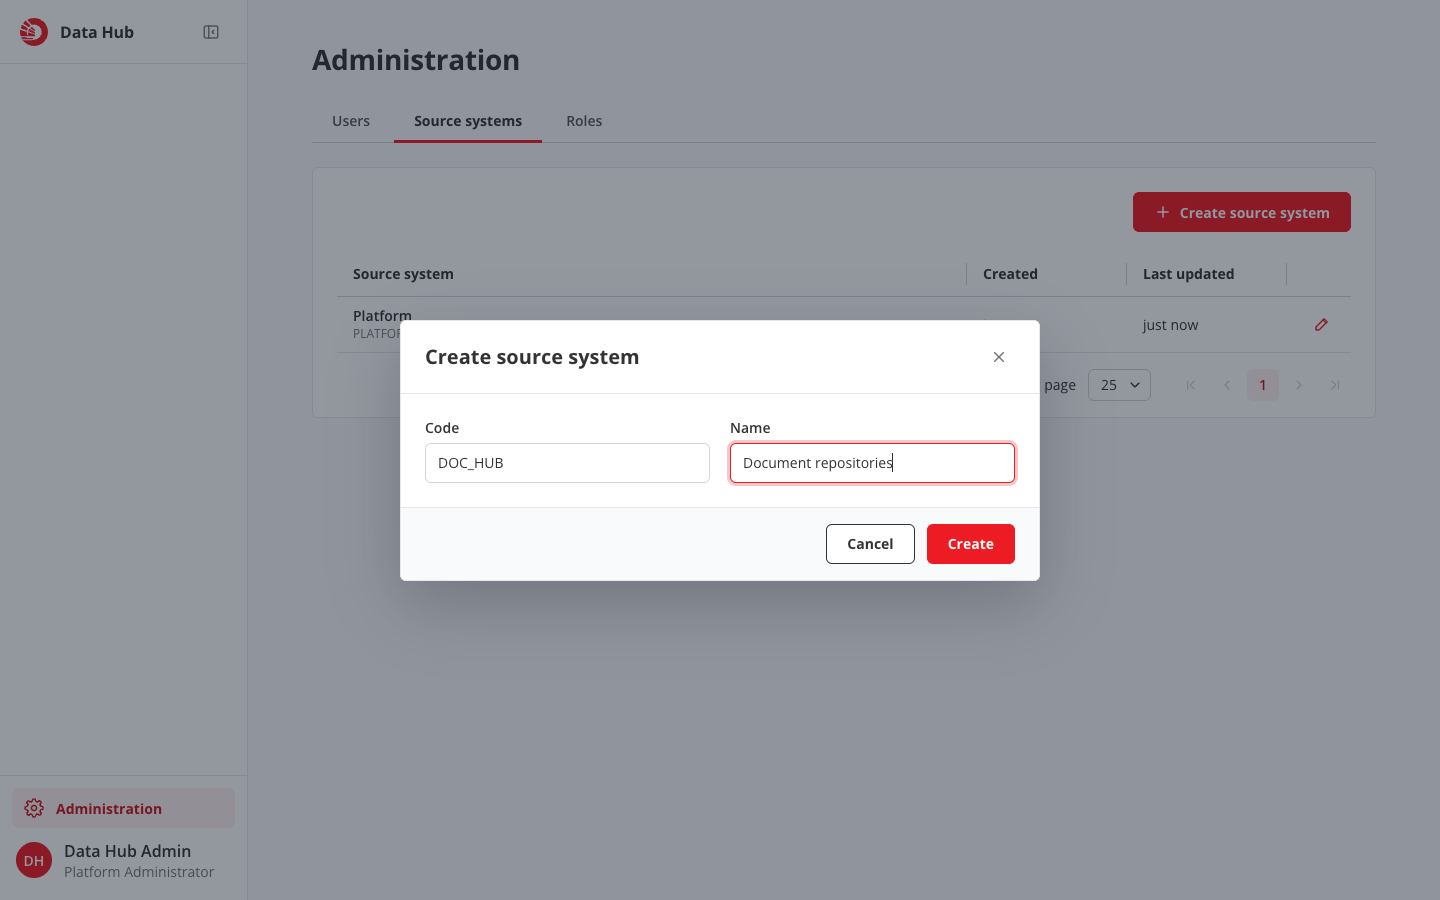 Data Hub
Administration
Users
Source systems
Roles
Create source system
Source system
Created
Last updated
Platform
just now
page
25
1
Create source system
Code
Name
DOC_HUB
Document repositories
Cancel
Create
Administration
DH
Data Hub Admin
Platform Administrator